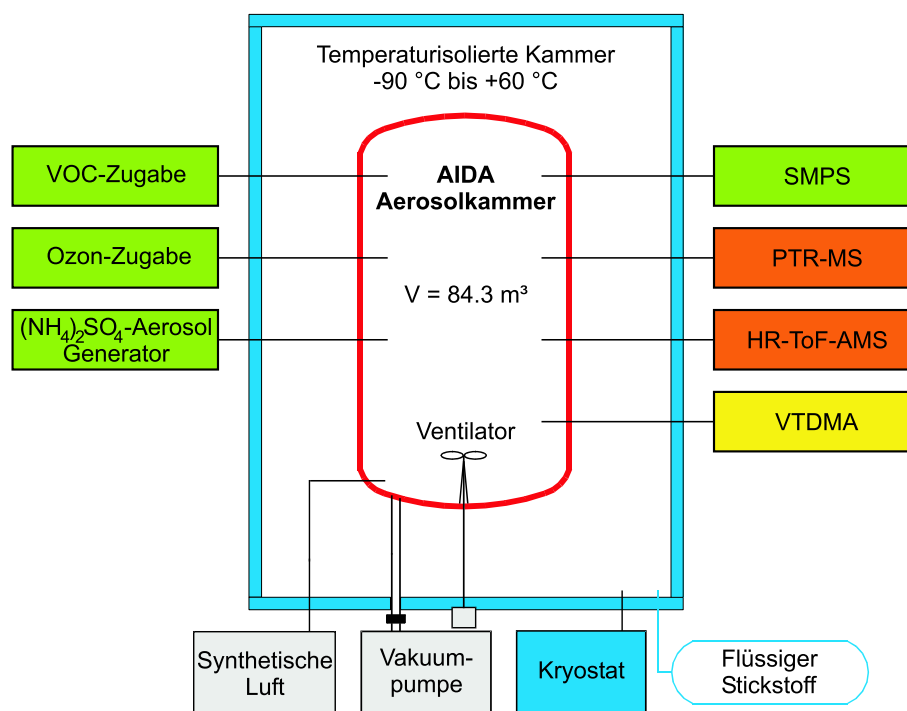 Temperaturisolierte Kammer
-90 °C bis +60 °C
VOC-Zugabe
AIDA
Aerosolkammer
SMPS
Ozon-Zugabe
PTR-MS
V = 84.3 m³
(NH₄)₂SO₄-Aerosol
Generator
HR-ToF-AMS
VTDMA
Ventilator
Synthetische
Luft
Vakuum-
pumpe
Kryostat
Flüssiger
Stickstoff